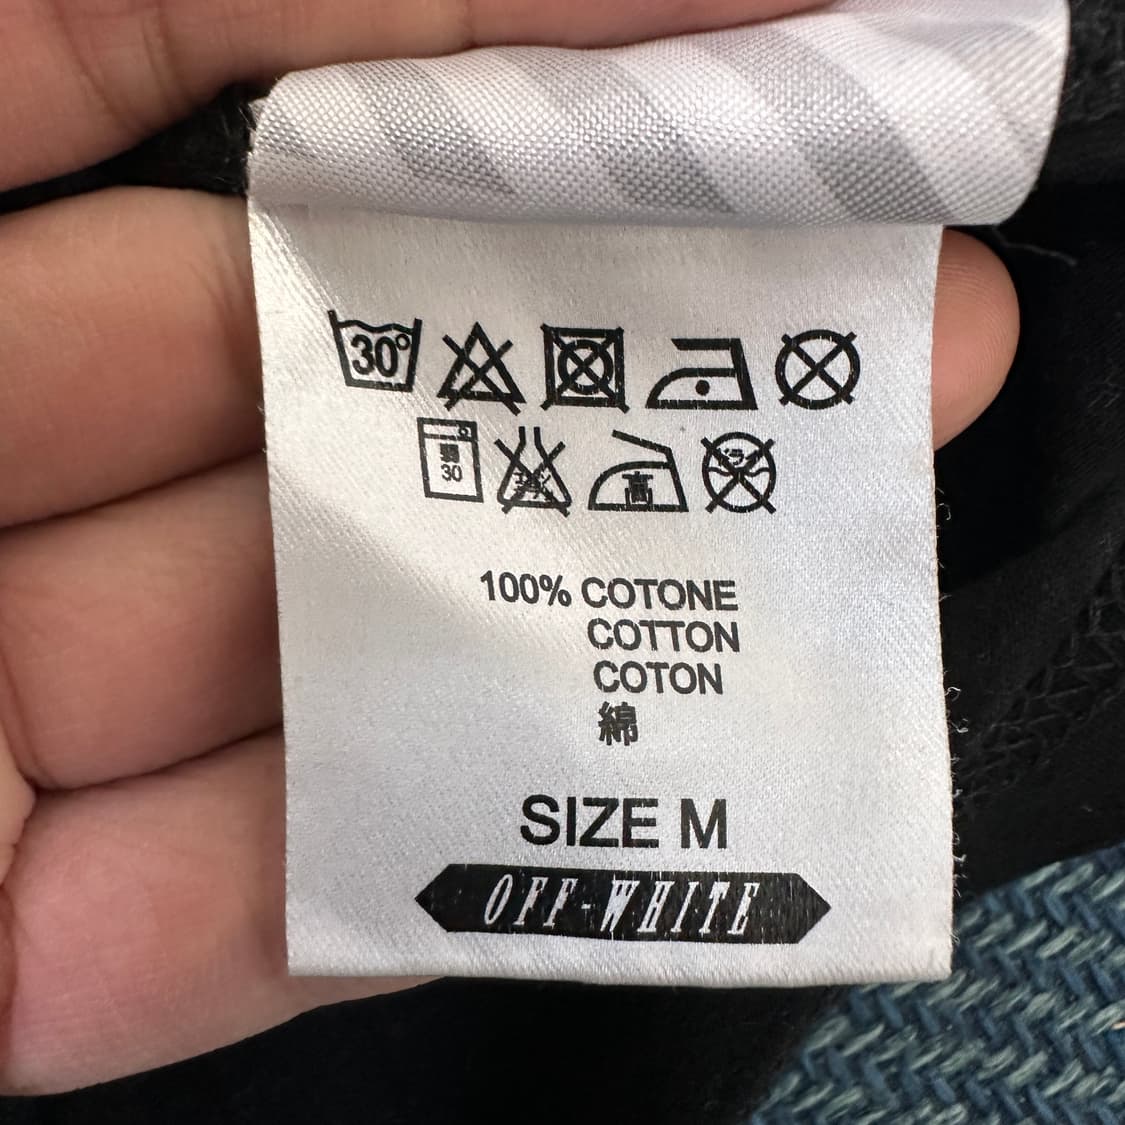 30°
30
高
100% COTONE
COTTON
COTON
綿
SIZE M
OFF-WHITE